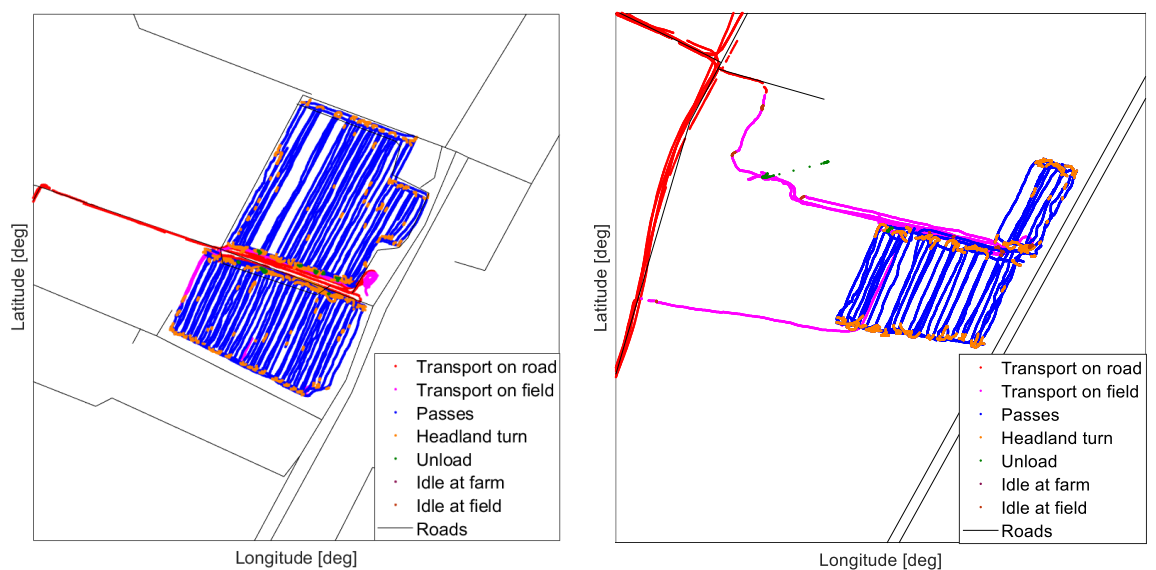 Latitude [deg]
Transport on road
Transport on field
Passes
Headland turn
Unload
Idle at farm
Idle at field
Roads
Longitude [deg]
Latitude [deg]
Transport on road
Transport on field
Passes
Headland turn
Unload
Idle at farm
Idle at field
Roads
Longitude [deg]